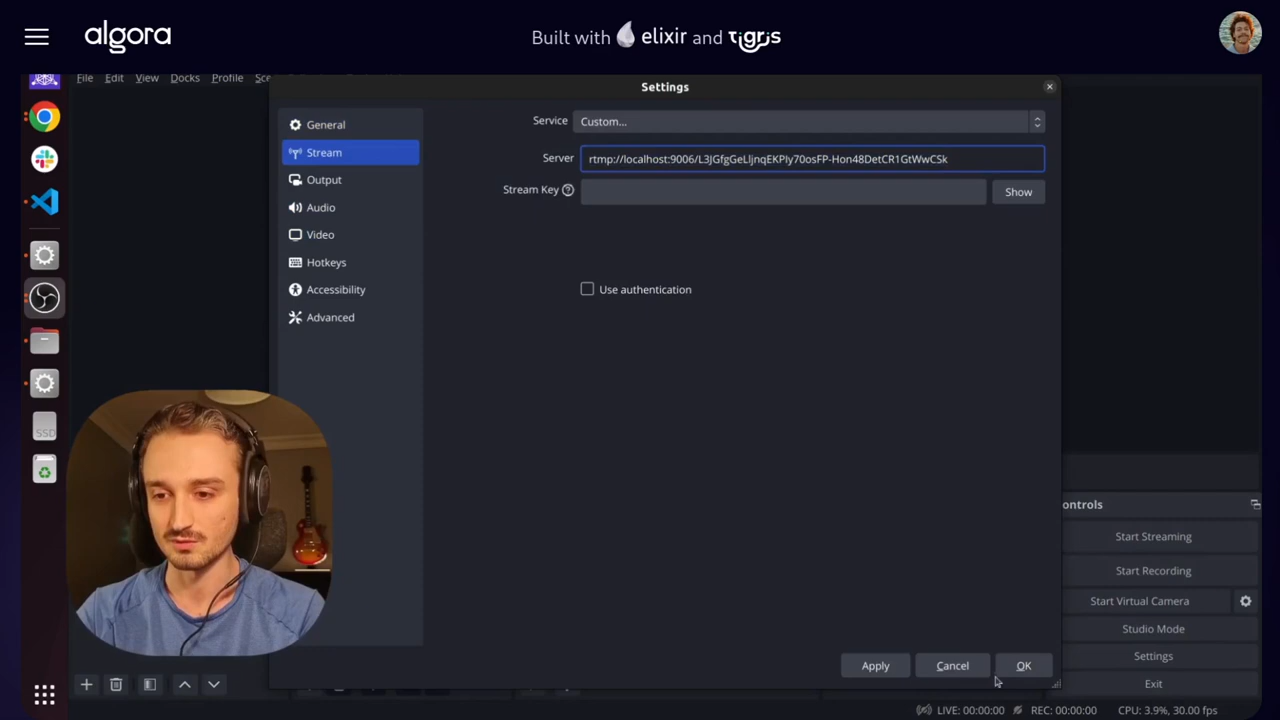 algora
Built with elixir and TIGRIS
File Edit View Docks Profile Sce
Settings
General
Stream
Output
Audio
Video
Hotkeys
Accessibility
Advanced
Service Custom...
Server rtmp://localhost:9006/L3JGfgGeLljnqEKPIy70osFP-Hon48DetCR1GtWwCSk
Stream Key ? Show
Use authentication
SSD
ontrols
Start Streaming
Start Recording
Start Virtual Camera
Studio Mode
Settings
Exit
Apply Cancel OK
LIVE: 00:00:00 REC: 00:00:00 CPU: 3.9%, 30.00 fps